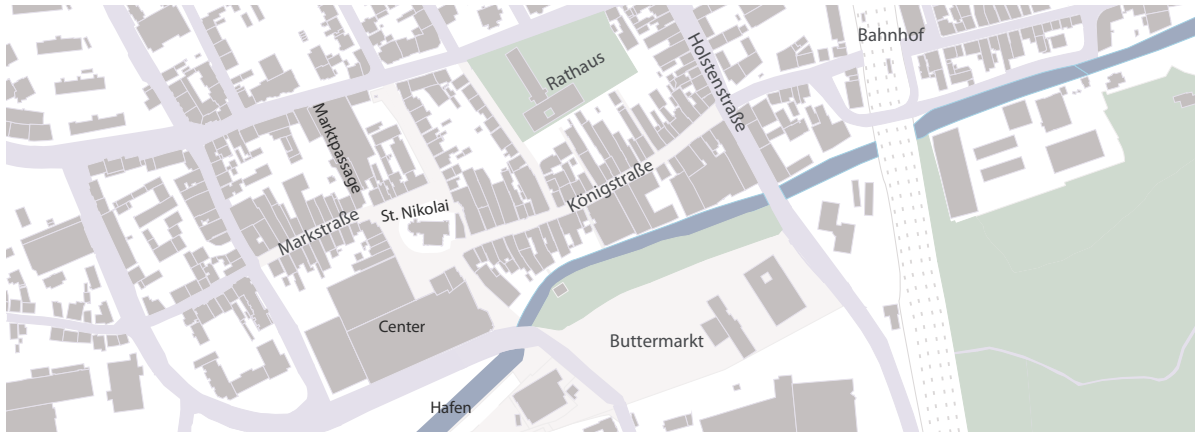 Bahnhof
Holstenstraße
Rathaus
Marktpassage
Königstraße
St. Nikolai
Markstraße
Center
Buttermarkt
Hafen